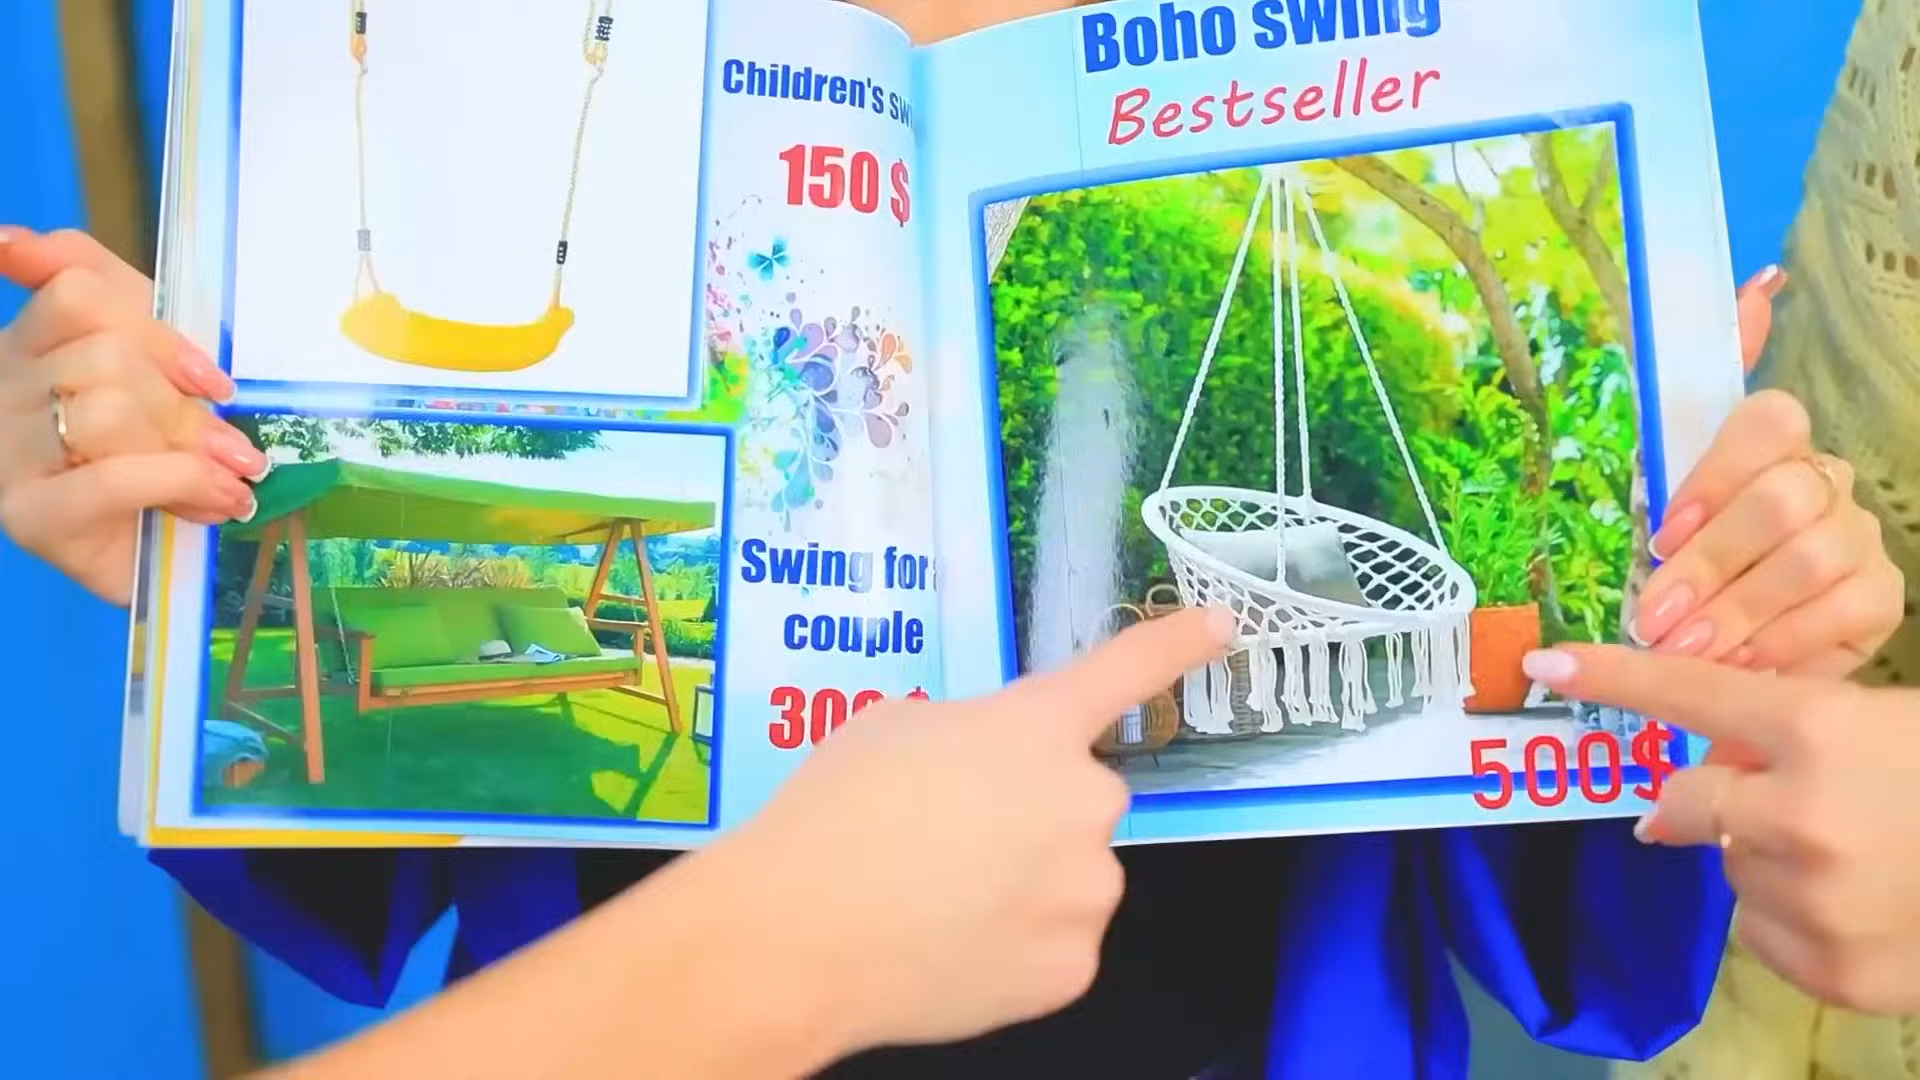 Children's
150 $
Swing for
couple
Boho swing
Bestseller
500$